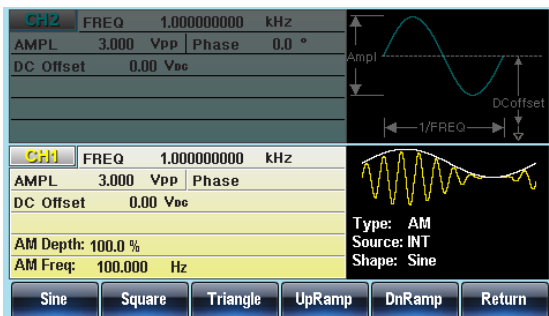 CH2 FREQ 1.000000000 kHz
AMPL 3.000 Vpp Phase 0.0 °
DC Offset 0.00 VDC
Ampl
DCoffset
1/FREQ
CH1 FREQ 1.000000000 kHz
AMPL 3.000 Vpp Phase
DC Offset 0.00 VDC
AM Depth: 100.0 %
AM Freq: 100.000 Hz
Type: AM
Source: INT
Shape: Sine
Sine Square Triangle UpRamp DnRamp Return